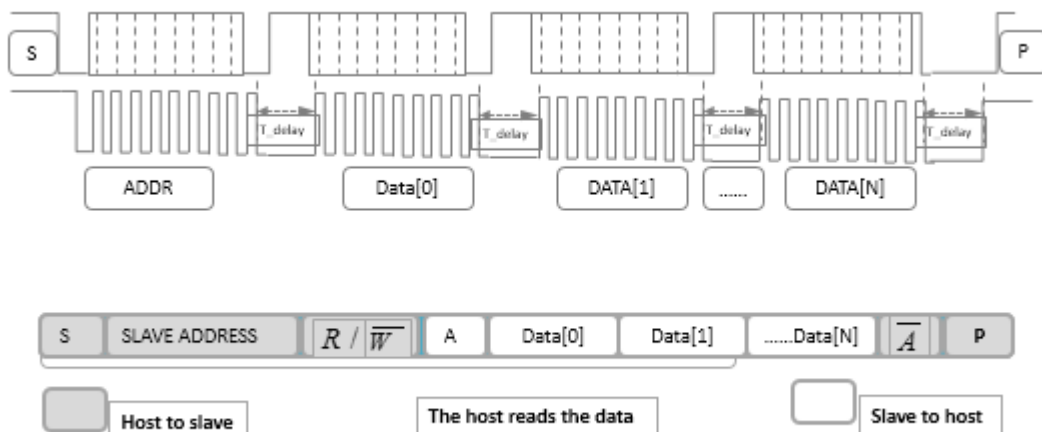 S P
T_delay T_delay T_delay T_delay
ADDR Data[0] DATA[1] ...... DATA[N]
S SLAVE ADDRESS R / W̅ A Data[0] Data[1] ......Data[N] A̅ P
Host to slave The host reads the data Slave to host